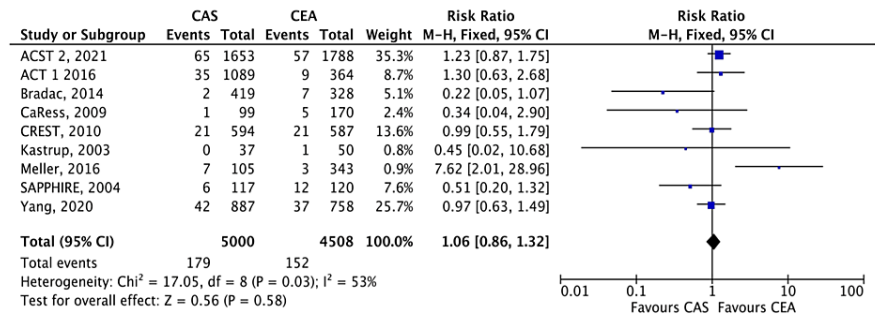 CAS CEA Risk Ratio Risk Ratio
Study or Subgroup Events Total Events Total Weight M-H, Fixed, 95% CI M-H, Fixed, 95% CI
ACST 2, 2021 65 1653 57 1788 35.3% 1.23 [0.87, 1.75]
ACT 1 2016 35 1089 9 364 8.7% 1.30 [0.63, 2.68]
Bradac, 2014 2 419 7 328 5.1% 0.22 [0.05, 1.07]
CaRess, 2009 1 99 5 170 2.4% 0.34 [0.04, 2.90]
CREST, 2010 21 594 21 587 13.6% 0.99 [0.55, 1.79]
Kastrup, 2003 0 37 1 50 0.8% 0.45 [0.02, 10.68]
Meller, 2016 7 105 3 343 0.9% 7.62 [2.01, 28.96]
SAPPHIRE, 2004 6 117 12 120 7.6% 0.51 [0.20, 1.32]
Yang, 2020 42 887 37 758 25.7% 0.97 [0.63, 1.49]
Total (95% CI) 5000 4508 100.0% 1.06 [0.86, 1.32]
Total events 179 152
Heterogeneity: Chi² = 17.05, df = 8 (P = 0.03); I² = 53%
Test for overall effect: Z = 0.56 (P = 0.58)
0.01 0.1 1 10 100
Favours CAS Favours CEA